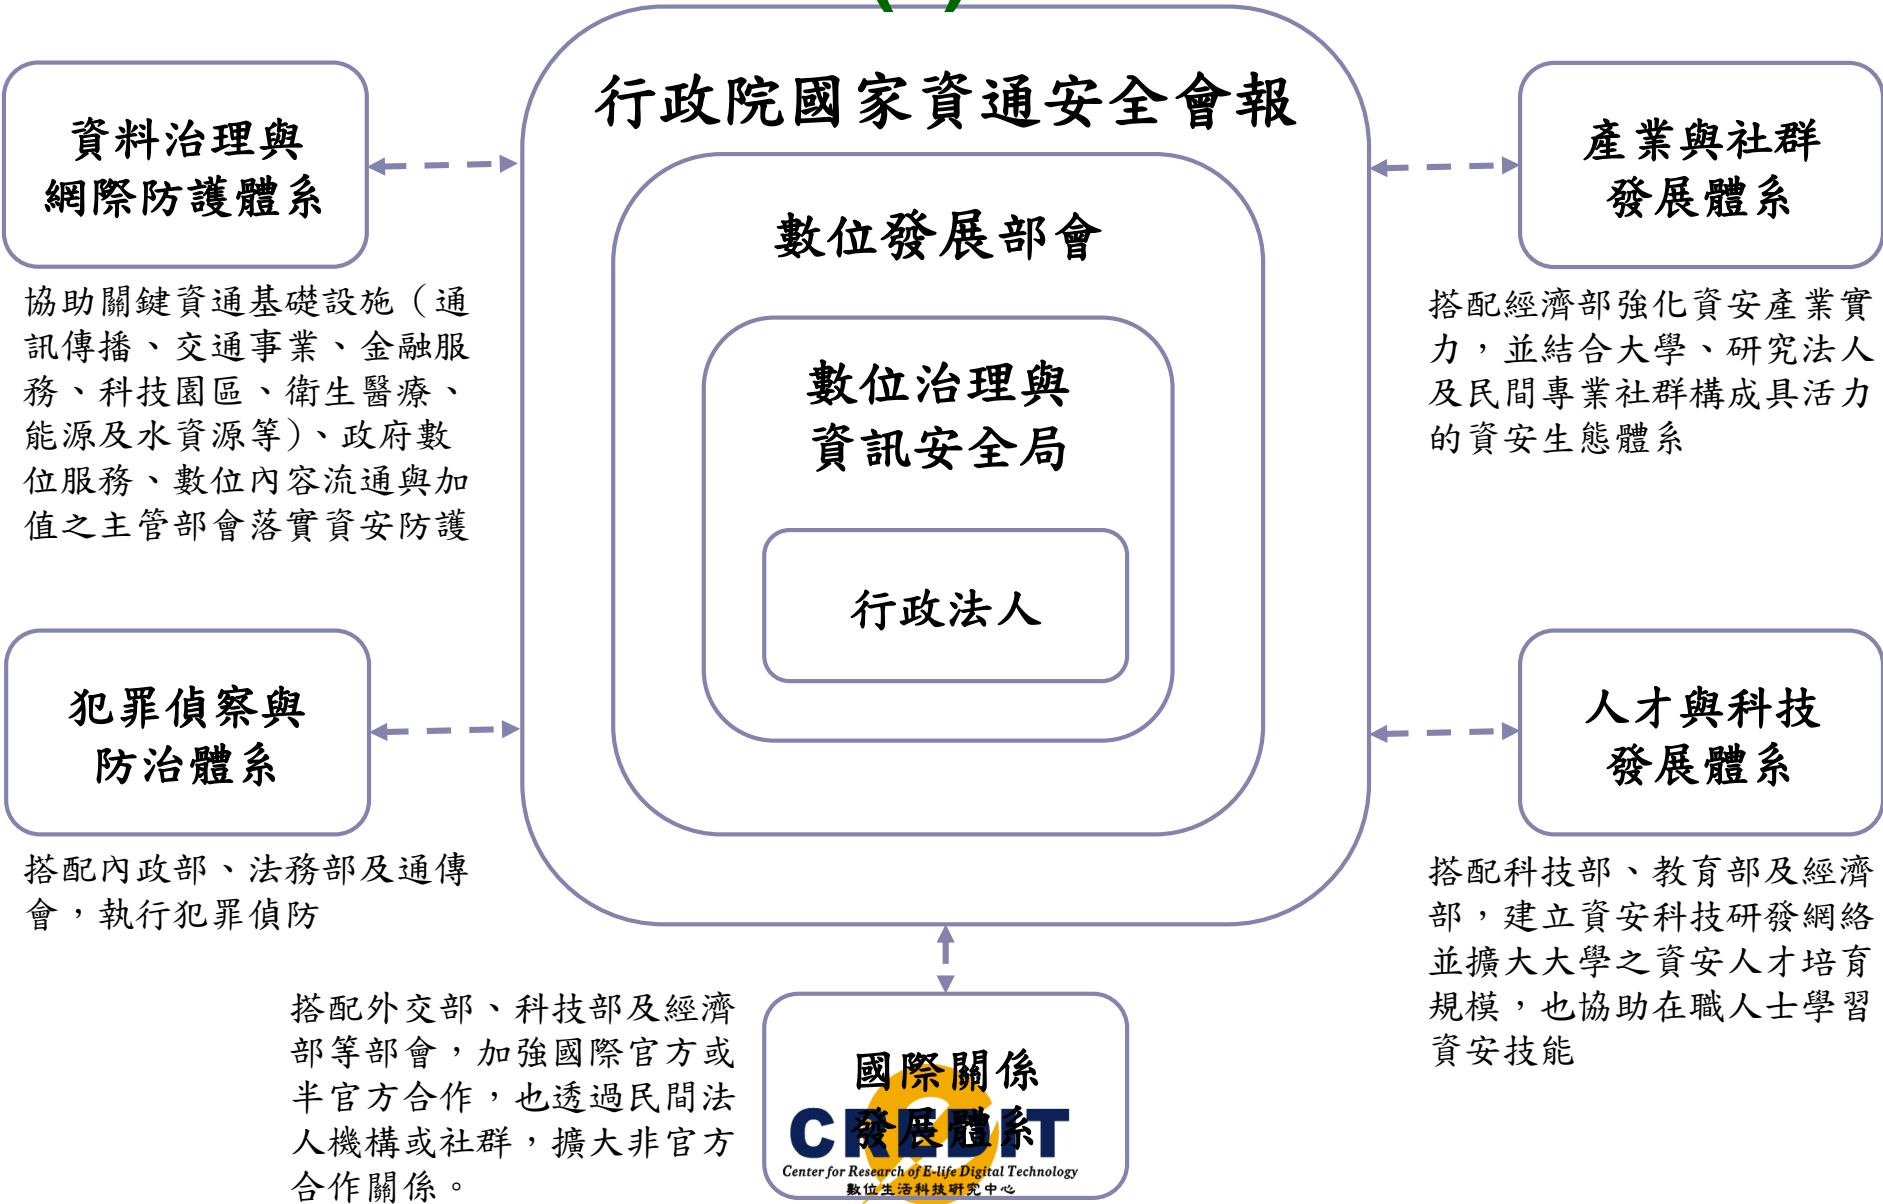 行政院國家資通安全會報
數位發展部會
數位治理與
資訊安全局
行政法人
資料治理與
網際防護體系
協助關鍵資通基礎設施（通
訊傳播、交通事業、金融服
務、科技園區、衛生醫療、
能源及水資源等）、政府數
位服務、數位內容流通與加
值之主管部會落實資安防護
犯罪偵察與
防治體系
搭配內政部、法務部及通傳
會，執行犯罪偵防
產業與社群
發展體系
搭配經濟部強化資安產業實
力，並結合大學、研究法人
及民間專業社群構成具活力
的資安生態體系
人才與科技
發展體系
搭配科技部、教育部及經濟
部，建立資安科技研發網絡
並擴大大學之資安人才培育
規模，也協助在職人士學習
資安技能
搭配外交部、科技部及經濟
部等部會，加強國際官方或
半官方合作，也透過民間法
人機構或社群，擴大非官方
合作關係。
國際關係
發展體系
CREDIT
Center for Research of E-life Digital Technology
數位生活科技研究中心